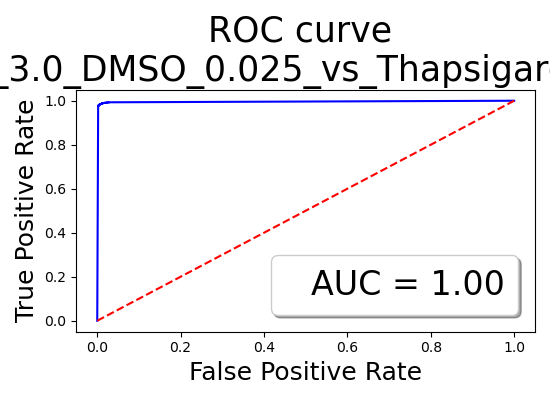 ROC curve
_3.0_DMSO_0.025_vs_Thapsigar
True Positive Rate
1.0
0.8
0.6
0.4
0.2
0.0
AUC = 1.00
0.0 0.2 0.4 0.6 0.8 1.0
False Positive Rate